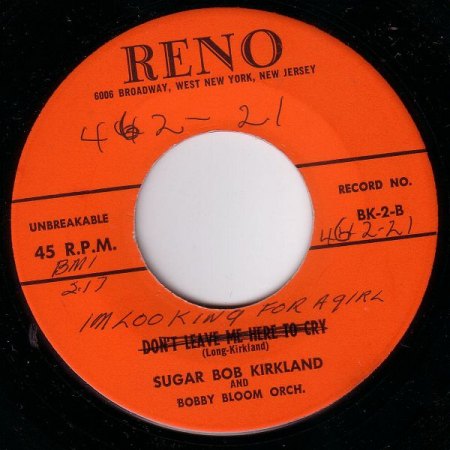 RENO
6006 BROADWAY, WEST NEW YORK, NEW JERSEY
462-21
RECORD NO.
UNBREAKABLE
BK-2-B
45 R.P.M.
462-21
BMI
2:17
IM LOOKING FOR A GIRL
DON'T LEAVE ME HERE TO CRY
(Long-Kirkland)
SUGAR BOB KIRKLAND
AND
BOBBY BLOOM ORCH.